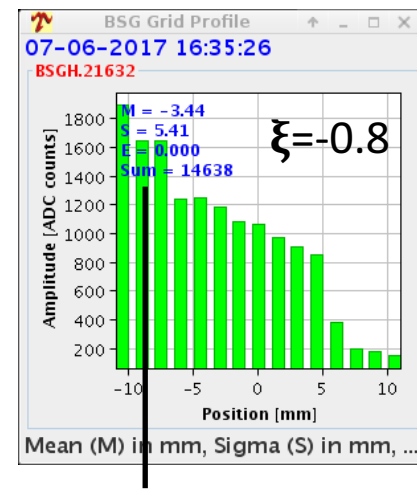 BSG Grid Profile
07-06-2017 16:35:26
BSGH.21632
M = -3.44
S = 5.41
E = 0.000
Sum = 14638
ξ=-0.8
Amplitude [ADC counts]
1800
1600
1400
1200
1000
800
600
400
200
-10 -5 0 5 10
Position [mm]
Mean (M) in mm, Sigma (S) in mm, ...